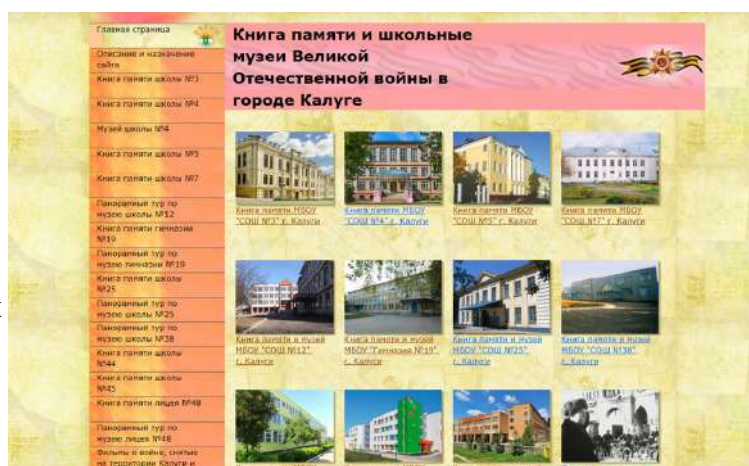 Главная страница
Описание и назначение
сайта
Книга памяти школы №3
Книга памяти школы №4
Музей школы №4
Книга памяти школы №5
Книга памяти школы №7
Панорамный тур по
музею школы №12
Книга памяти гимназии
№19
Панорамный тур по
музею гимназии №19
Книга памяти школы
№25
Панорамный тур по
музею школы №25
Панорамный тур по
музею школы №38
Книга памяти школы
№44
Книга памяти школы
№45
Книга памяти лицея №48
Панорамный тур по
музею лицея №48
Фильмы о войне, снятые
на территории Калуги и
Книга памяти и школьные
музеи Великой
Отечественной войны в
городе Калуге
Книга памяти МБОУ
"СОШ №3" г. Калуги
Книга памяти МБОУ
"СОШ №4" г. Калуги
Книга памяти МБОУ
"СОШ №5" г. Калуги
Книга памяти МБОУ
"СОШ №7" г. Калуги
Книга памяти и музей
МБОУ "СОШ №12"
г. Калуги
Книга памяти и музей
МБОУ "Гимназия №19"
г. Калуги
Книга памяти и музей
МБОУ "СОШ №25"
г. Калуги
Книга памяти и музей
МБОУ "СОШ №38"
г. Калуги